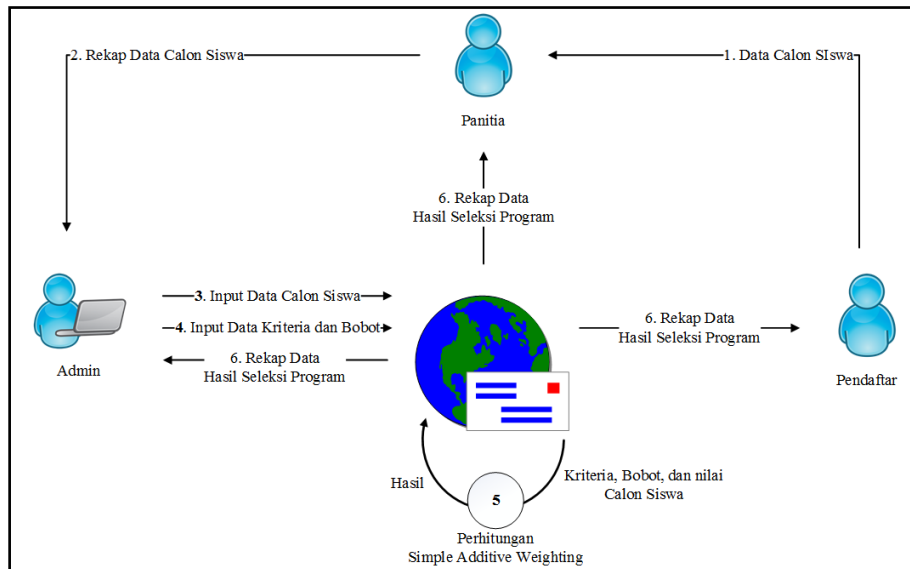 2. Rekap Data Calon Siswa
1. Data Calon SIswa
Panitia
6. Rekap Data
Hasil Seleksi Program
3. Input Data Calon Siswa
4. Input Data Kriteria dan Bobot
6. Rekap Data
Hasil Seleksi Program
Admin
6. Rekap Data
Hasil Seleksi Program
Pendaftar
Hasil
Kriteria, Bobot, dan nilai
Calon Siswa
5
Perhitungan
Simple Additive Weighting